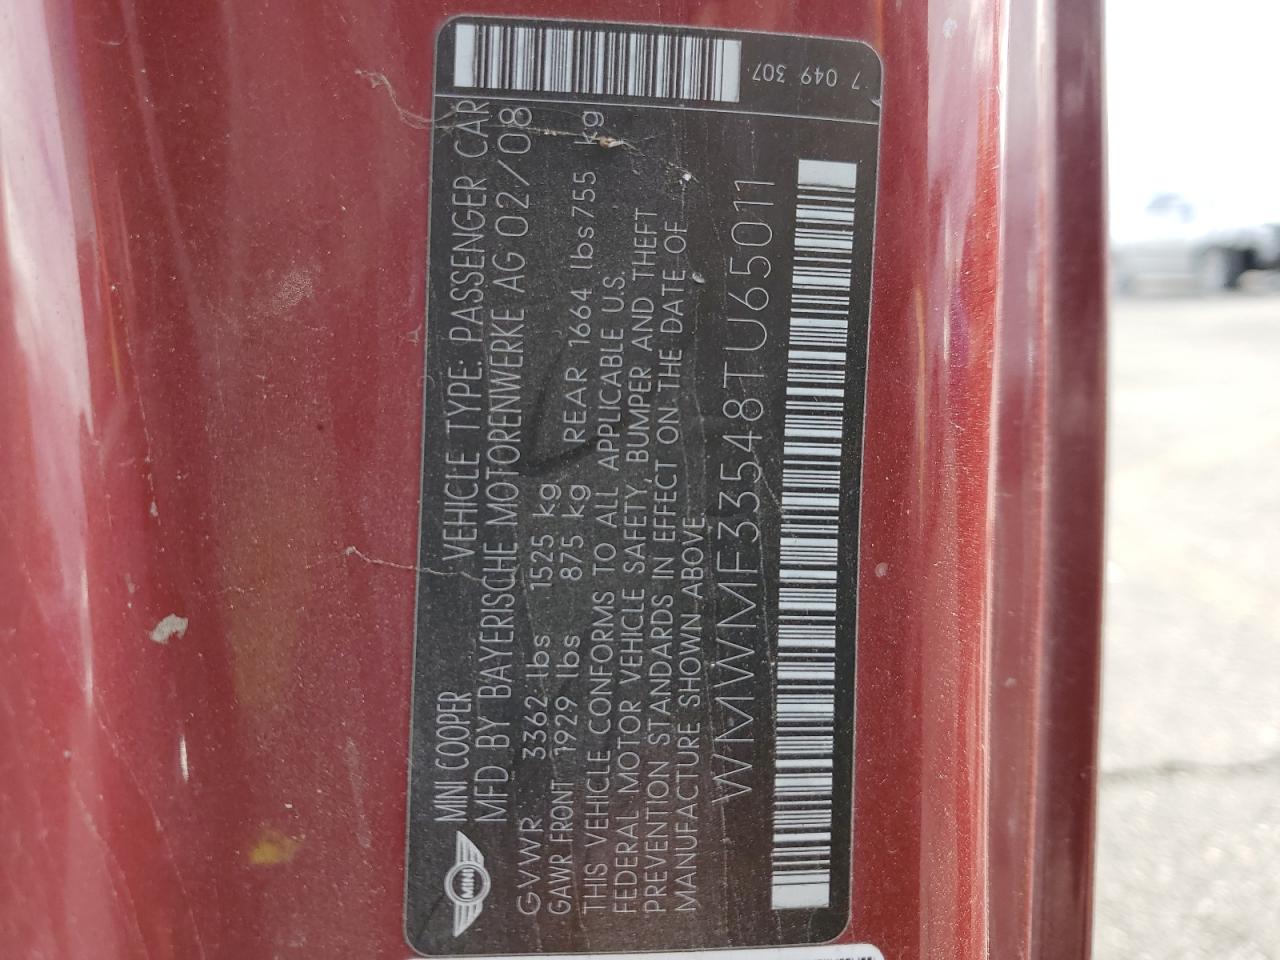 MINI COOPER VEHICLE TYPE: PASSENGER CAR
MFD BY BAYERISCHE MOTORENWERKE AG 02/08
GVWR 3362 lbs 1525 kg
GAWR FRONT 1929 lbs 875 kg REAR 1664 lbs 755 kg
THIS VEHICLE CONFORMS TO ALL APPLICABLE U.S.
FEDERAL MOTOR VEHICLE SAFETY, BUMPER AND THEFT
PREVENTION STANDARDS IN EFFECT ON THE DATE OF
MANUFACTURE SHOWN ABOVE.
WMWMF33548TU65011
MINI
7 049 307